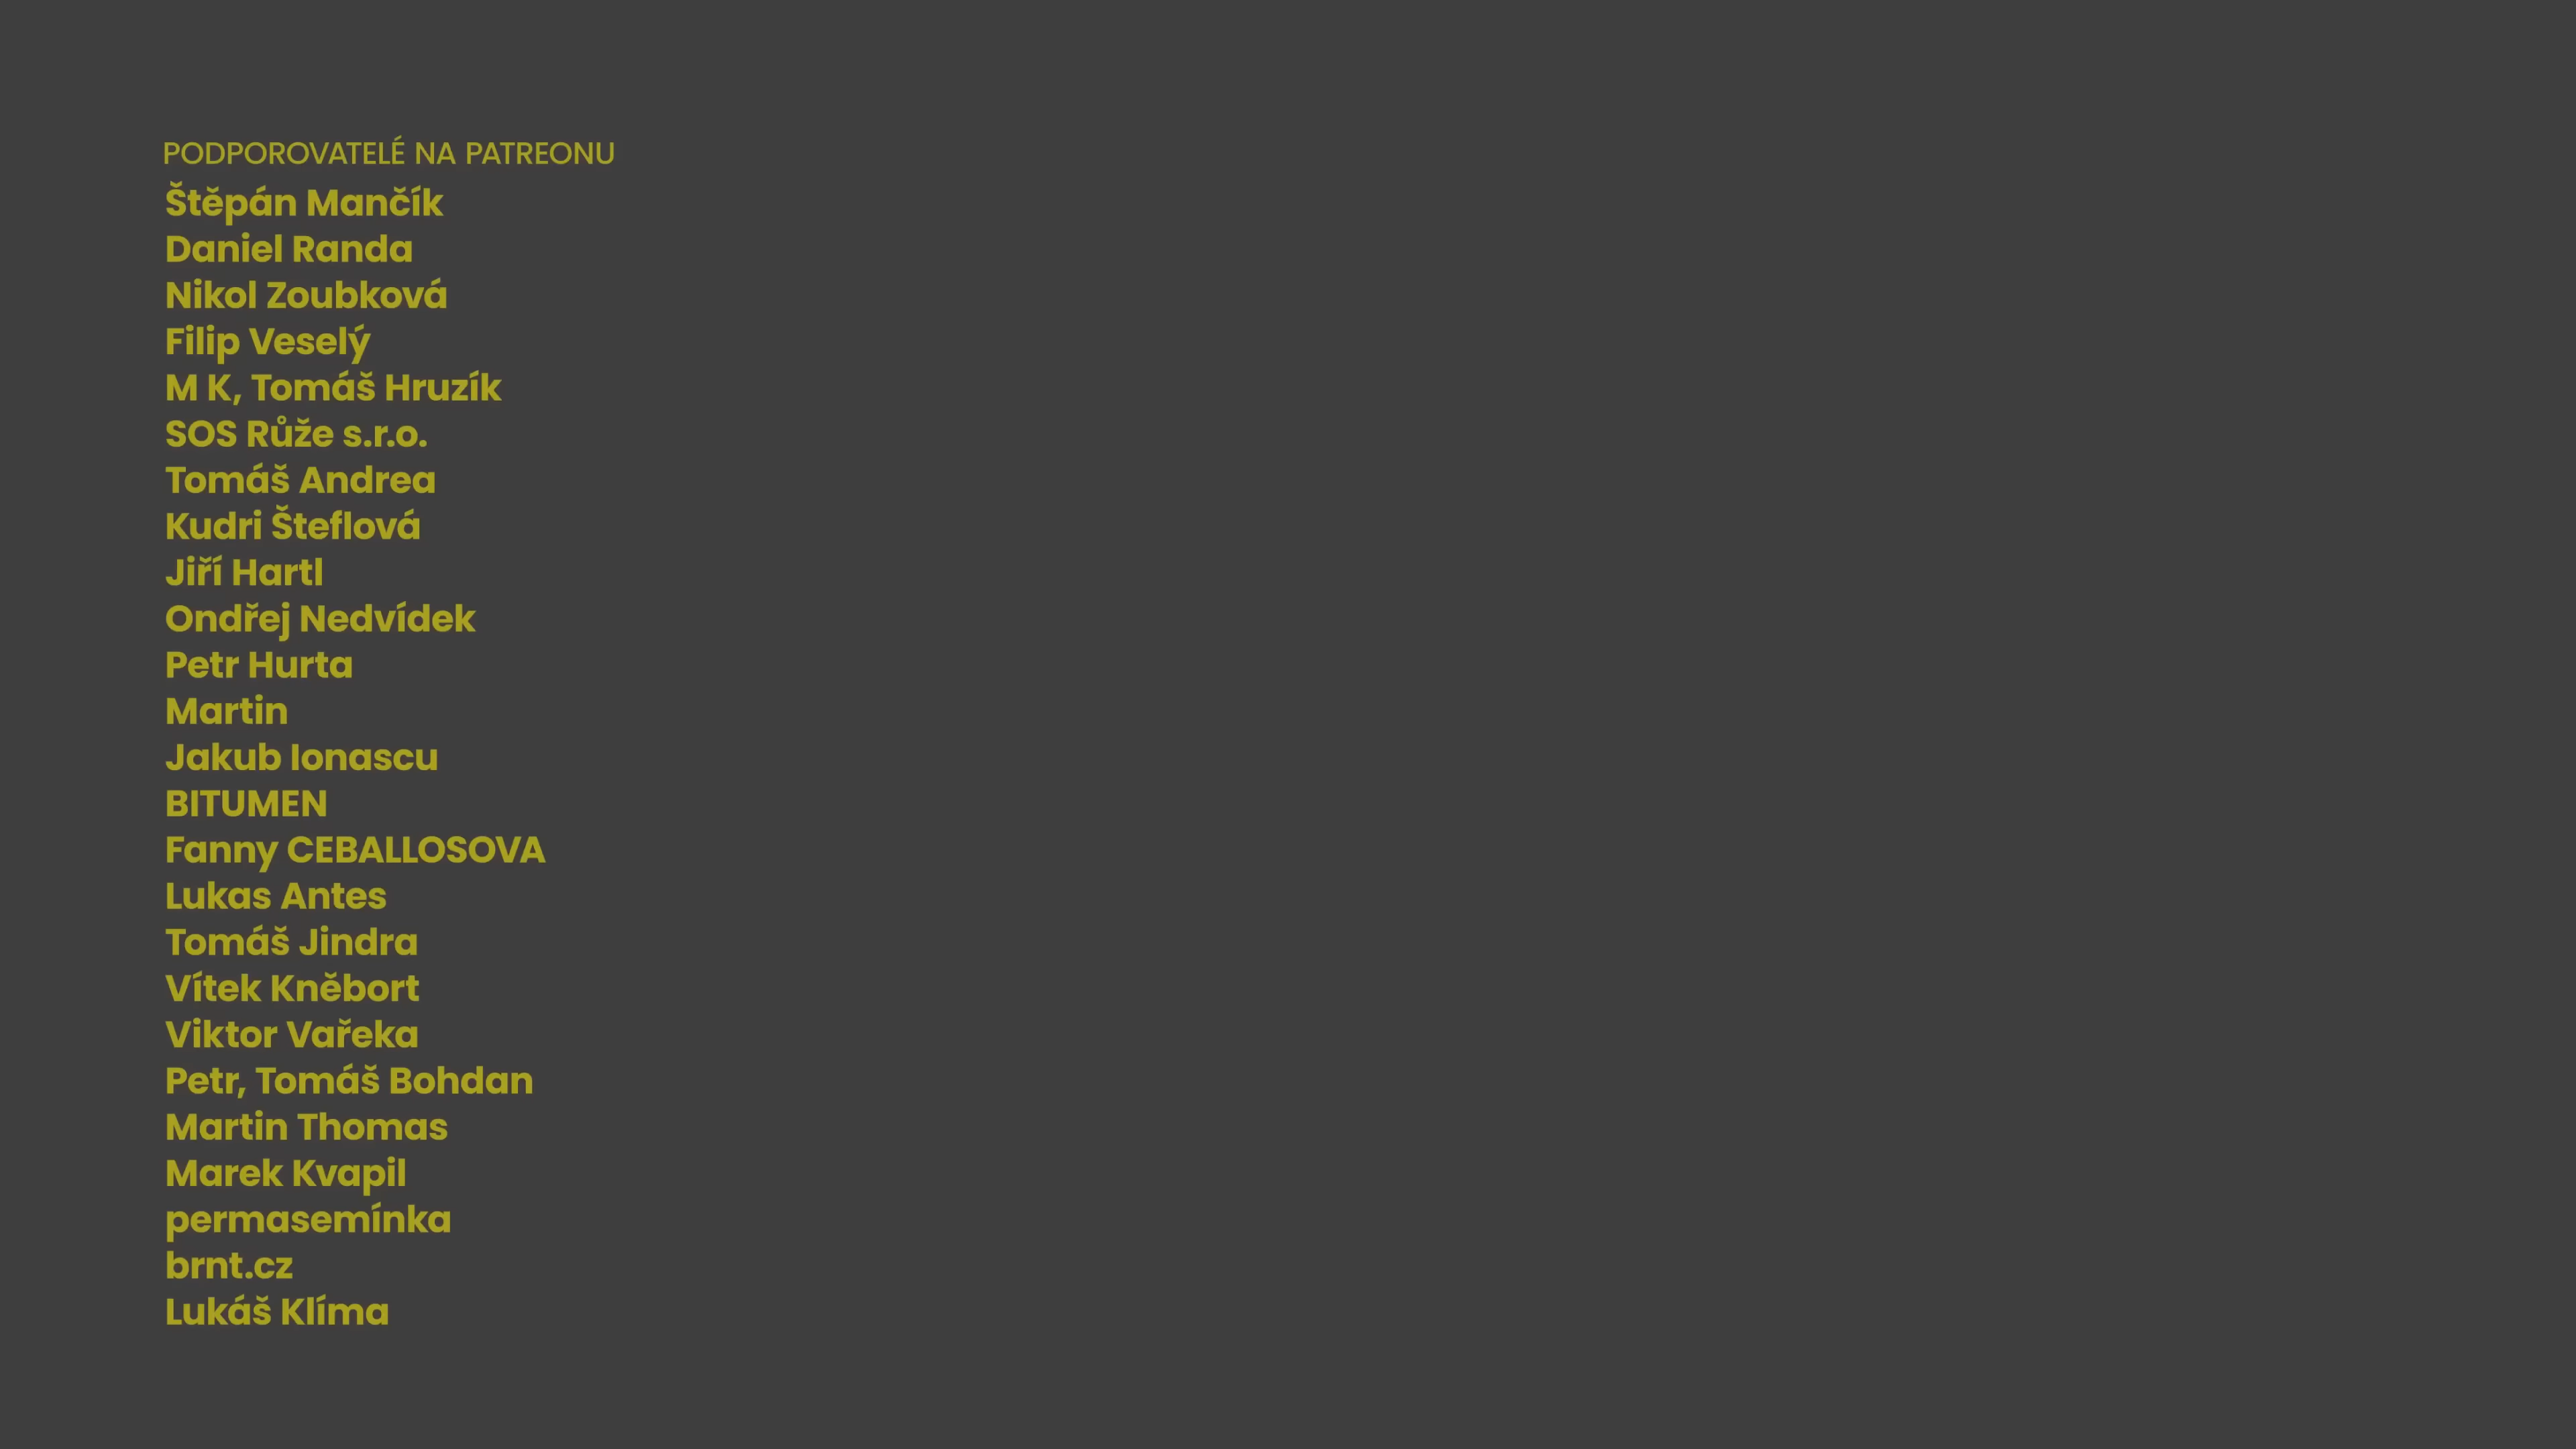 PODPOROVATELÉ NA PATREONU
Štěpán Mančík
Daniel Randa
Nikol Zoubková
Filip Veselý
M K, Tomáš Hruzík
SOS Růže s.r.o.
Tomáš Andrea
Kudri Šteflová
Jiří Hartl
Ondřej Nedvídek
Petr Hurta
Martin
Jakub Ionascu
BITUMEN
Fanny CEBALLOSOVA
Lukas Antes
Tomáš Jindra
Vítek Kněbort
Viktor Vařeka
Petr, Tomáš Bohdan
Martin Thomas
Marek Kvapil
permasemínka
brnt.cz
Lukáš Klíma